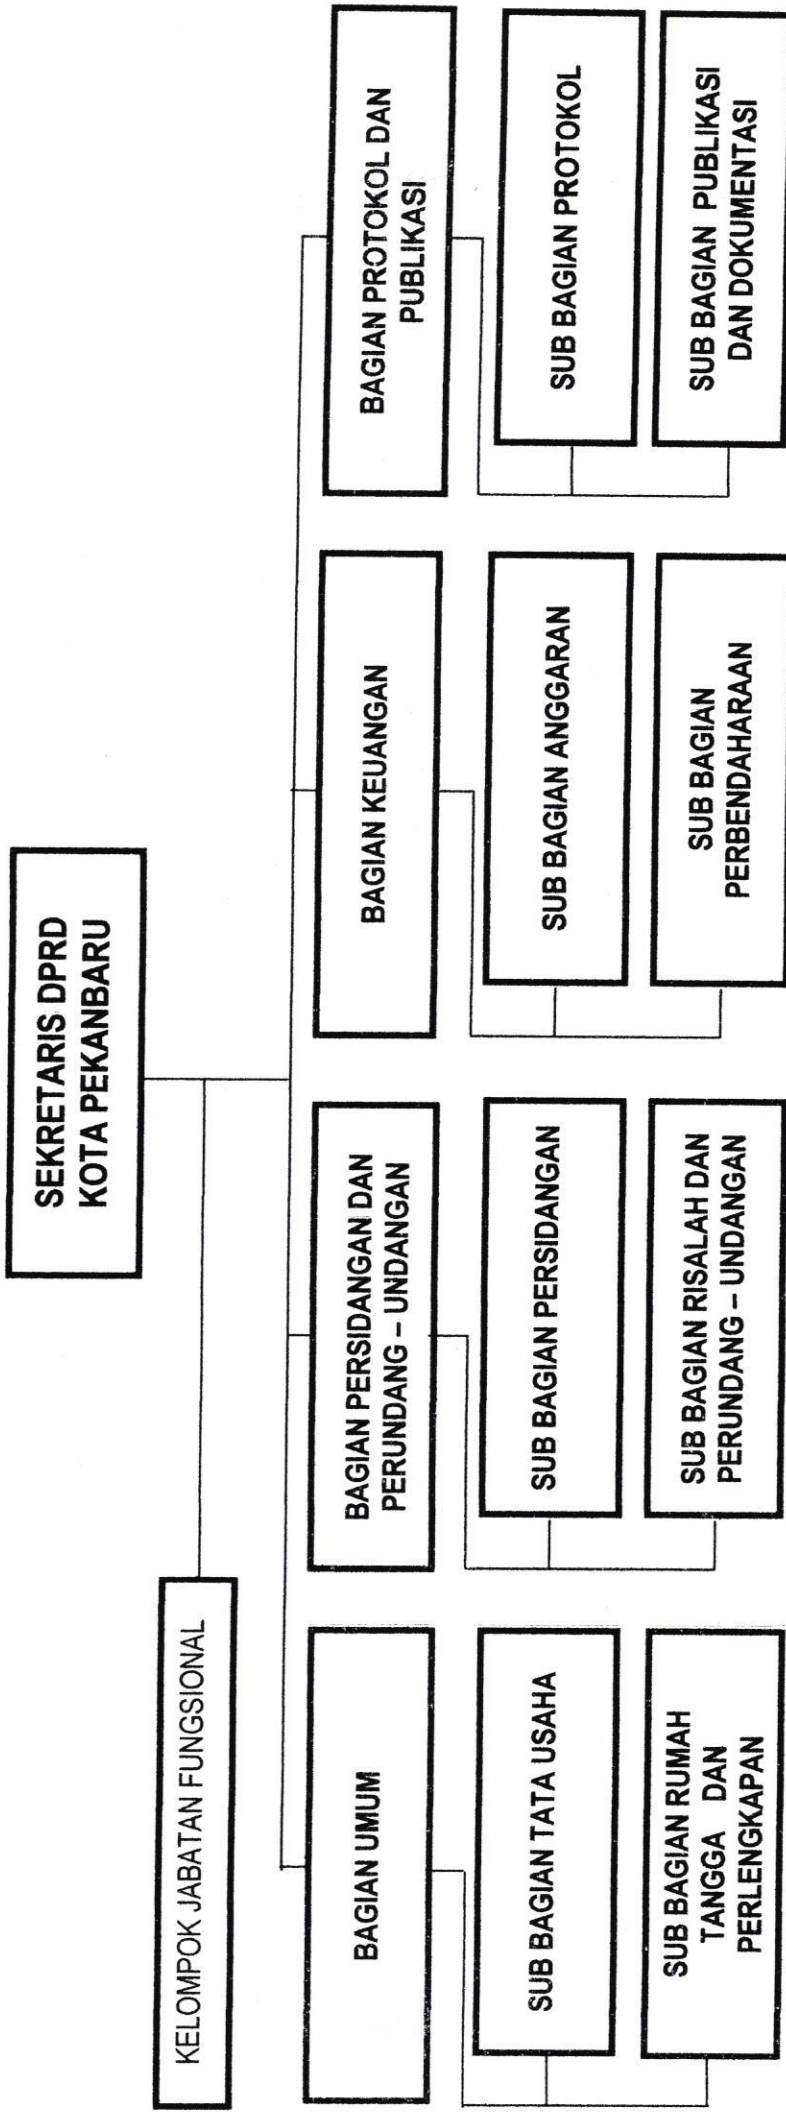 SEKRETARIS DPRD
KOTA PEKANBARU
KELOMPOK JABATAN FUNGSIONAL
BAGIAN UMUM
SUB BAGIAN TATA USAHA
SUB BAGIAN RUMAH
TANGGA DAN
PERLENGKAPAN
BAGIAN PERSIDANGAN DAN
PERUNDANG – UNDANGAN
SUB BAGIAN PERSIDANGAN
SUB BAGIAN RISALAH DAN
PERUNDANG – UNDANGAN
BAGIAN KEUANGAN
SUB BAGIAN ANGGARAN
SUB BAGIAN
PERBENDAHARAAN
BAGIAN PROTOKOL DAN
PUBLIKASI
SUB BAGIAN PROTOKOL
SUB BAGIAN PUBLIKASI
DAN DOKUMENTASI